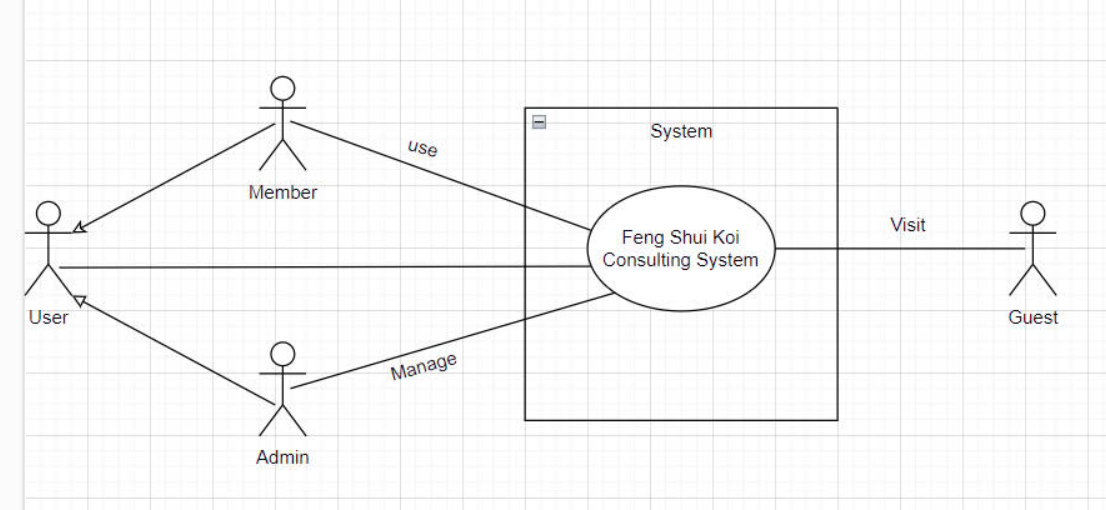 Member
use
System
Feng Shui Koi
Consulting System
Visit
User
Guest
Manage
Admin